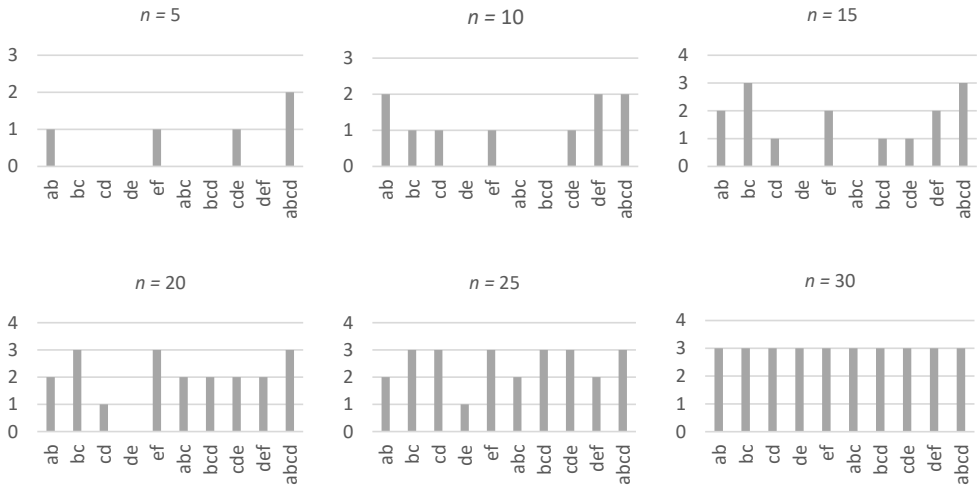 n = 5
3
2
1
0
ab bc cd de ef abc bcd cde def abcd
n = 10
3
2
1
0
ab bc cd de ef abc bcd cde def abcd
n = 15
4
3
2
1
0
ab bc cd de ef abc bcd cde def abcd
n = 20
4
3
2
1
0
ab bc cd de ef abc bcd cde def abcd
n = 25
4
3
2
1
0
ab bc cd de ef abc bcd cde def abcd
n = 30
4
3
2
1
0
ab bc cd de ef abc bcd cde def abcd